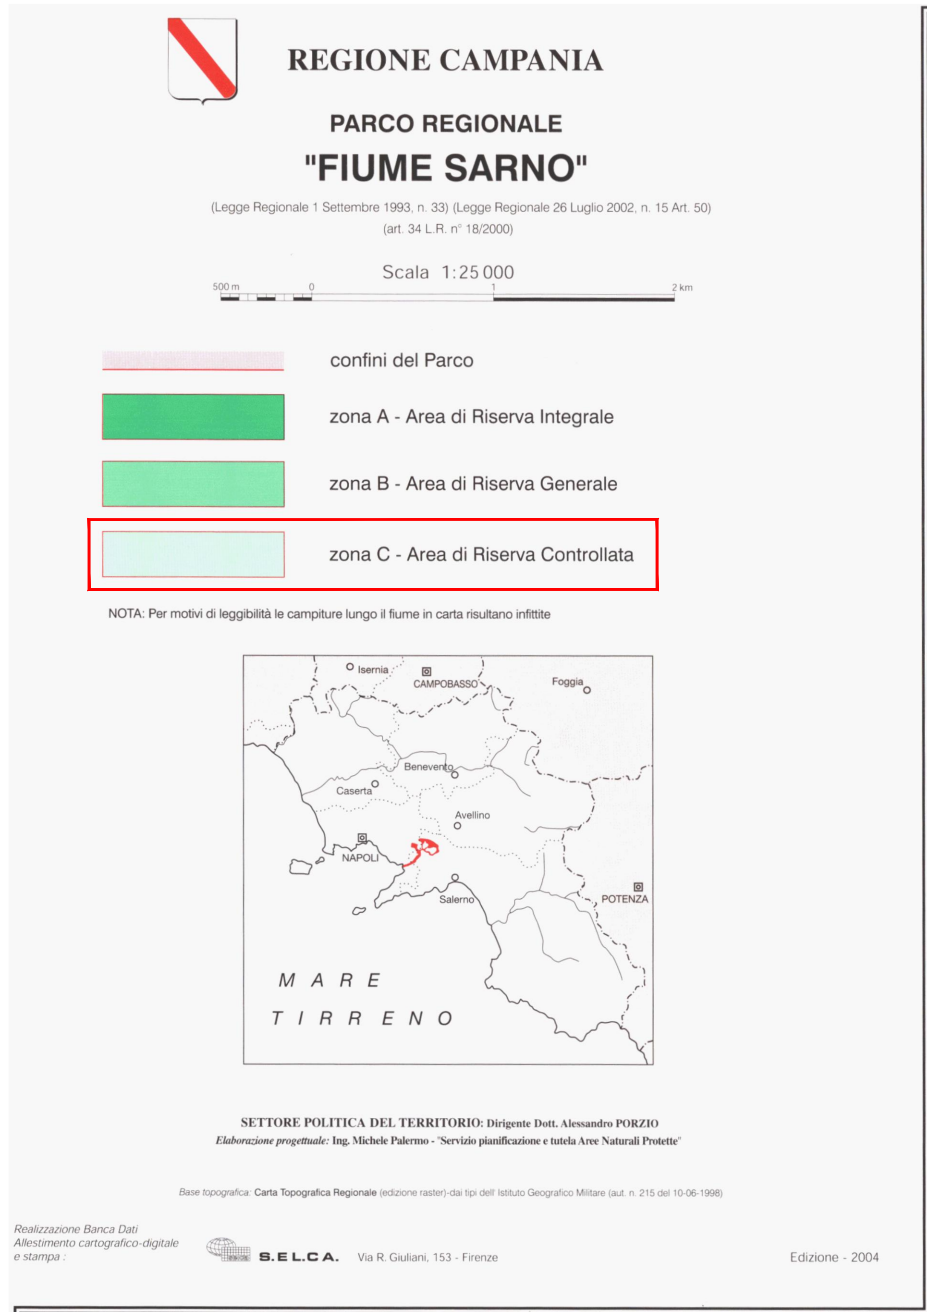 REGIONE CAMPANIA
PARCO REGIONALE
"FIUME SARNO"
(Legge Regionale 1 Settembre 1993, n. 33) (Legge Regionale 26 Luglio 2002, n. 15 Art. 50)
(art. 34 L.R. n° 18/2000)
Scala 1:25 000
500 m 0 1 2 km
confini del Parco
zona A - Area di Riserva Integrale
zona B - Area di Riserva Generale
zona C - Area di Riserva Controllata
NOTA: Per motivi di leggibilità le campiture lungo il fiume in carta risultano infittite
Isernia
CAMPOBASSO
Foggia
Benevento
Caserta
Avellino
NAPOLI
Salerno
POTENZA
MARE
TIRRENO
SETTORE POLITICA DEL TERRITORIO: Dirigente Dott. Alessandro PORZIO
Elaborazione progettuale: Ing. Michele Palermo - "Servizio pianificazione e tutela Aree Naturali Protette"
Base topografica: Carta Topografica Regionale (edizione raster)-dai tipi dell' Istituto Geografico Militare (aut. n. 215 del 10-06-1998)
Realizzazione Banca Dati
Allestimento cartografico-digitale
e stampa :
S.EL.CA. Via R. Giuliani, 153 - Firenze
Edizione - 2004